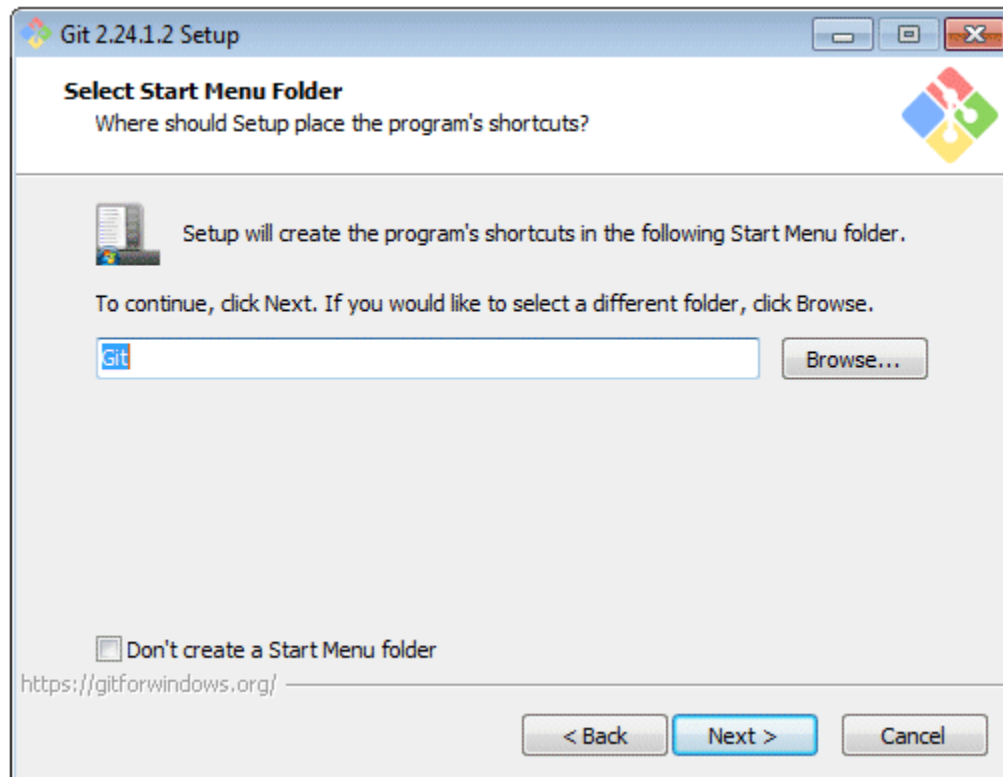 Git 2.24.1.2 Setup
Select Start Menu Folder
Where should Setup place the program's shortcuts?
Setup will create the program's shortcuts in the following Start Menu folder.
To continue, click Next. If you would like to select a different folder, click Browse.
Git
Browse...
Don't create a Start Menu folder
https://gitforwindows.org/
< Back
Next >
Cancel